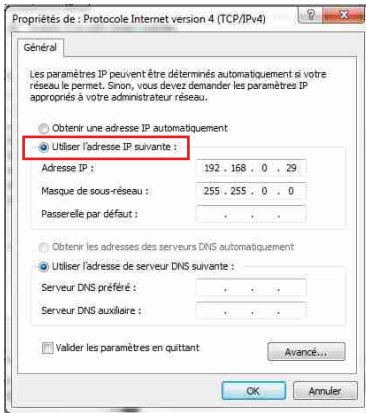 Propriétés de : Protocole Internet version 4 (TCP/IPv4)
Général
Les paramètres IP peuvent être déterminés automatiquement si votre
réseau le permet. Sinon, vous devez demander les paramètres IP
appropriés à votre administrateur réseau.
Obtenir une adresse IP automatiquement
Utiliser l'adresse IP suivante :
Adresse IP : 192 . 168 . 0 . 29
Masque de sous-réseau : 255 . 255 . 0 . 0
Passerelle par défaut : . . .
Obtenir les adresses des serveurs DNS automatiquement
Utiliser l'adresse de serveur DNS suivante :
Serveur DNS préféré : . . .
Serveur DNS auxiliaire : . . .
Valider les paramètres en quittant
Avancé...
OK Annuler